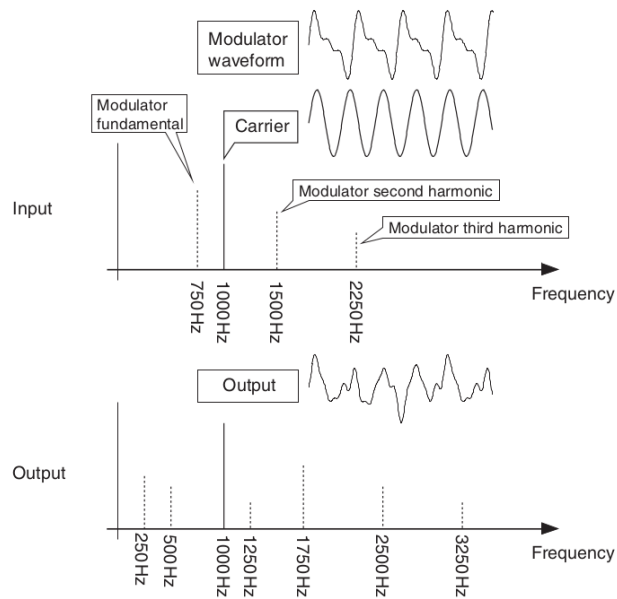 Modulator
waveform
Modulator
fundamental
Carrier
Modulator second harmonic
Input
Modulator third harmonic
Frequency
750Hz
1000Hz
1500Hz
2250Hz
Output
Output
Frequency
250Hz
500Hz
1000Hz
1250Hz
1750Hz
2500Hz
3250Hz